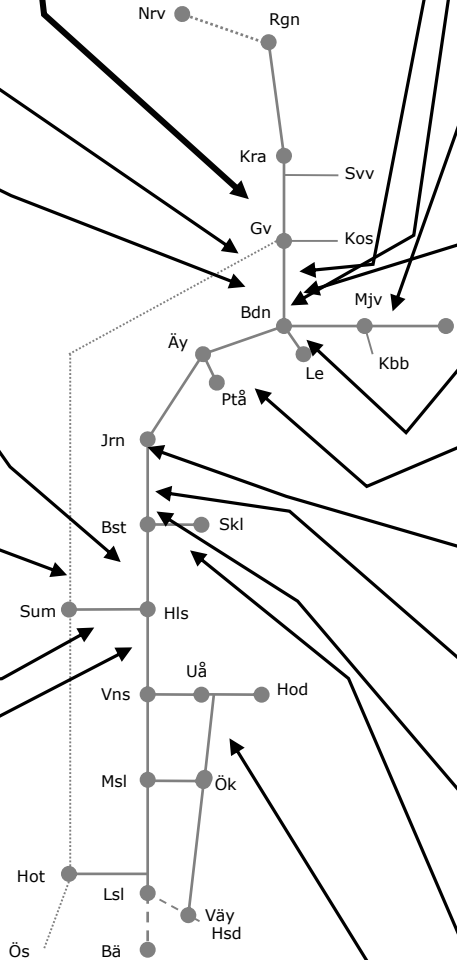 Nrv
Rgn
Kra
Svv
Gv
Kos
Bdn
Mjv
Äy
Le
Kbb
Ptå
Jrn
Bst
Skl
Sum
Hls
Uå
Vns
Hod
Msl
Ök
Hot
Lsl
Väy
Hsd
Ös
Bä